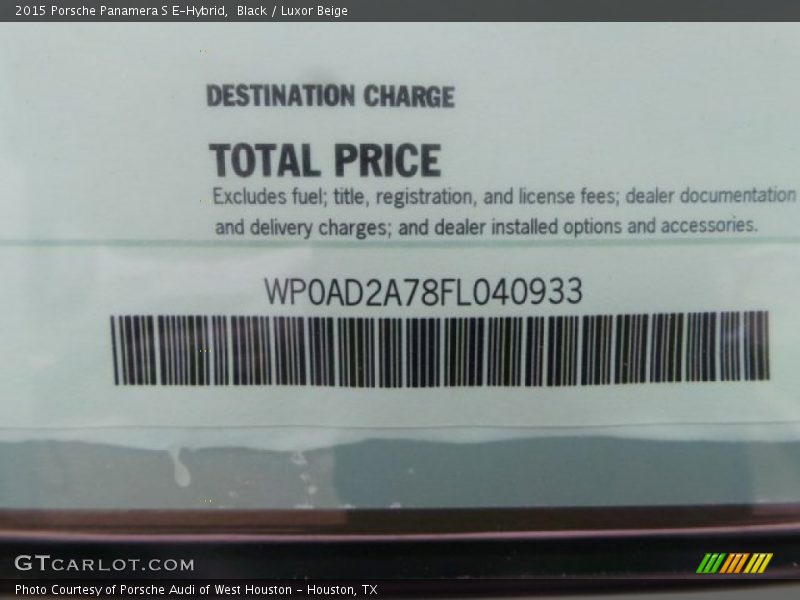 2015 Porsche Panamera S E-Hybrid,  Black / Luxor Beige
DESTINATION CHARGE
TOTAL PRICE
Excludes fuel; title, registration, and license fees; dealer documentation
and delivery charges; and dealer installed options and accessories.
WP0AD2A78FL040933
GTCARLOT.COM
Photo Courtesy of Porsche Audi of West Houston - Houston, TX